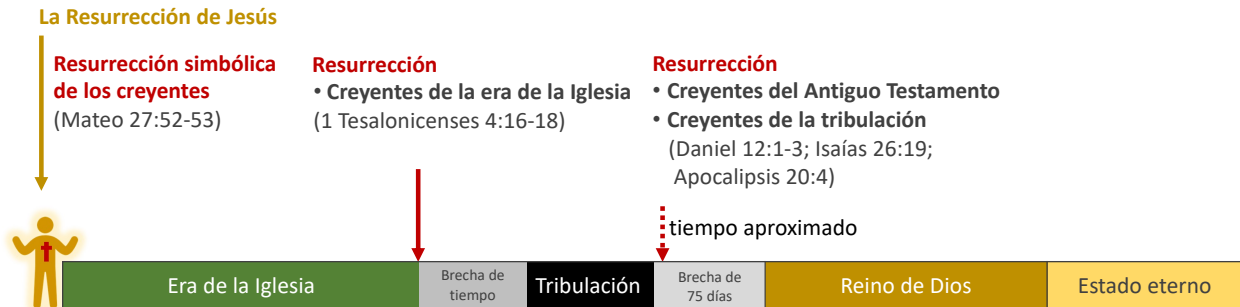 La Resurrección de Jesús
Resurrección simbólica
de los creyentes
(Mateo 27:52-53)
Resurrección
• Creyentes de la era de la Iglesia
(1 Tesalonicenses 4:16-18)
Resurrección
• Creyentes del Antiguo Testamento
• Creyentes de la tribulación
(Daniel 12:1-3; Isaías 26:19;
Apocalipsis 20:4)
tiempo aproximado
Era de la Iglesia
Brecha de
tiempo
Tribulación
Brecha de
75 días
Reino de Dios
Estado eterno